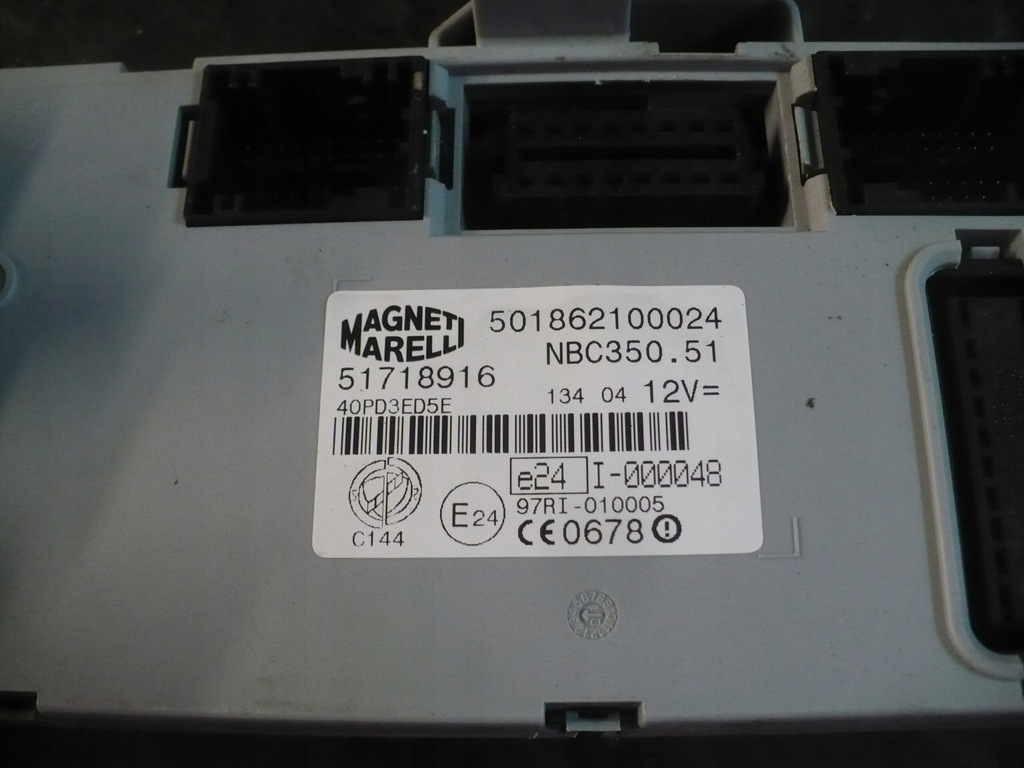 MAGNETI
MARELLI
501862100024
NBC350.51
51718916
134 04 12V=
40PD3ED5E
e24 I-000048
E24
97RI-010005
CE0678
C144